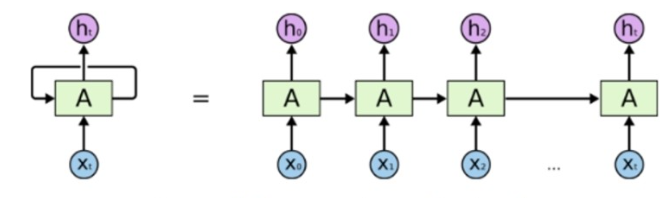 hₜ h₀ h₁ h₂ hₜ
A = A A A A
xₜ x₀ x₁ x₂ ... xₜ